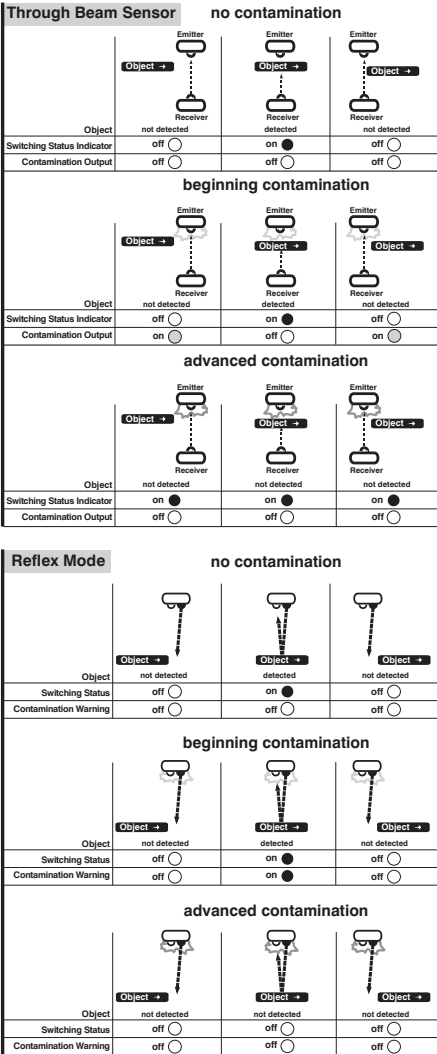 Through Beam Sensor no contamination
Emitter Emitter Emitter
Object → Object → Object →
Receiver Receiver Receiver
Object not detected detected not detected
Switching Status Indicator off on off
Contamination Output off off off
beginning contamination
Emitter Emitter Emitter
Object → Object → Object →
Receiver Receiver Receiver
Object not detected detected not detected
Switching Status Indicator off on off
Contamination Output on off on
advanced contamination
Emitter Emitter Emitter
Object → Object → Object →
Receiver Receiver Receiver
Object not detected not detected not detected
Switching Status Indicator on on on
Contamination Output off off off
Reflex Mode no contamination
Object → Object → Object →
Object not detected detected not detected
Switching Status off on off
Contamination Warning off off off
beginning contamination
Object → Object → Object →
Object not detected detected not detected
Switching Status off on off
Contamination Warning off on off
advanced contamination
Object → Object → Object →
Object not detected not detected not detected
Switching Status off off off
Contamination Warning off off off